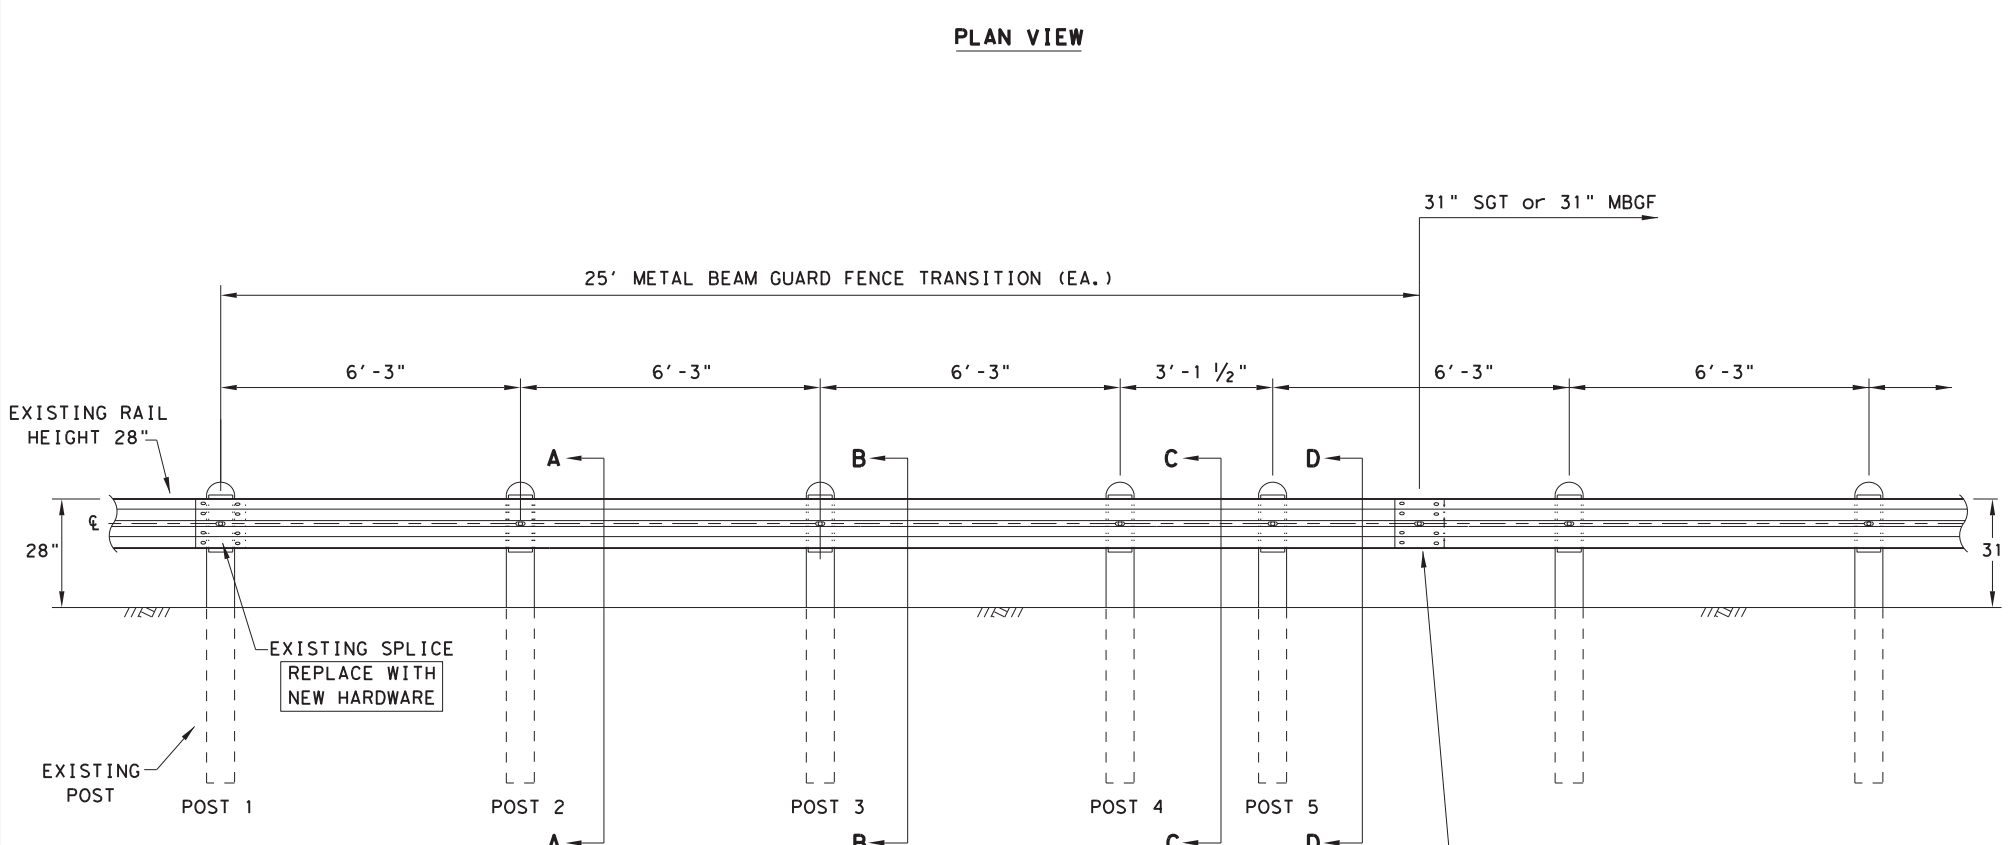 PLAN VIEW
31" SGT or 31" MBGF
25' METAL BEAM GUARD FENCE TRANSITION (EA.)
6'-3" 6'-3" 6'-3" 3'-1 1/2" 6'-3" 6'-3"
EXISTING RAIL
HEIGHT 28"
A B C D
℄
28" 31
EXISTING SPLICE
REPLACE WITH
NEW HARDWARE
EXISTING
POST
POST 1 POST 2 POST 3 POST 4 POST 5
A B C D